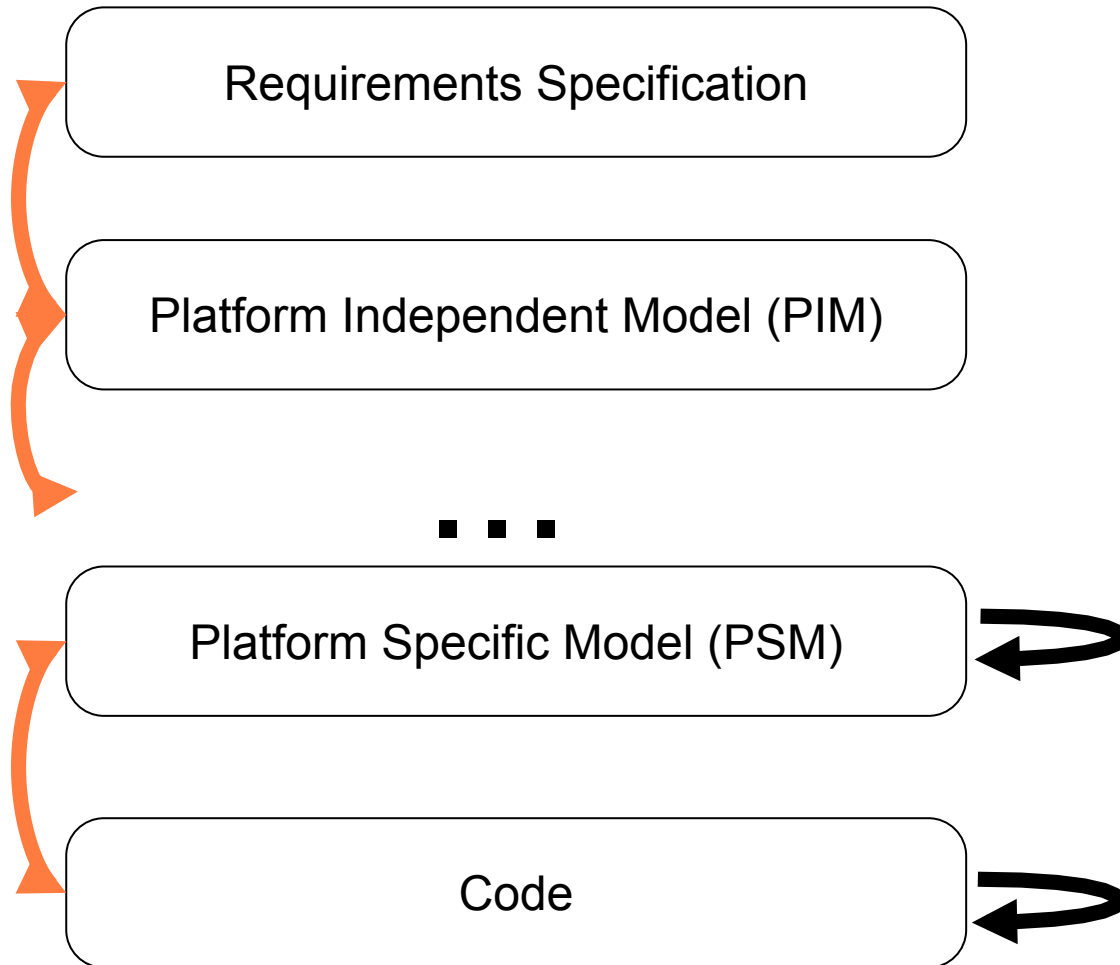 Requirements Specification
Platform Independent Model (PIM)
...
Platform Specific Model (PSM)
Code